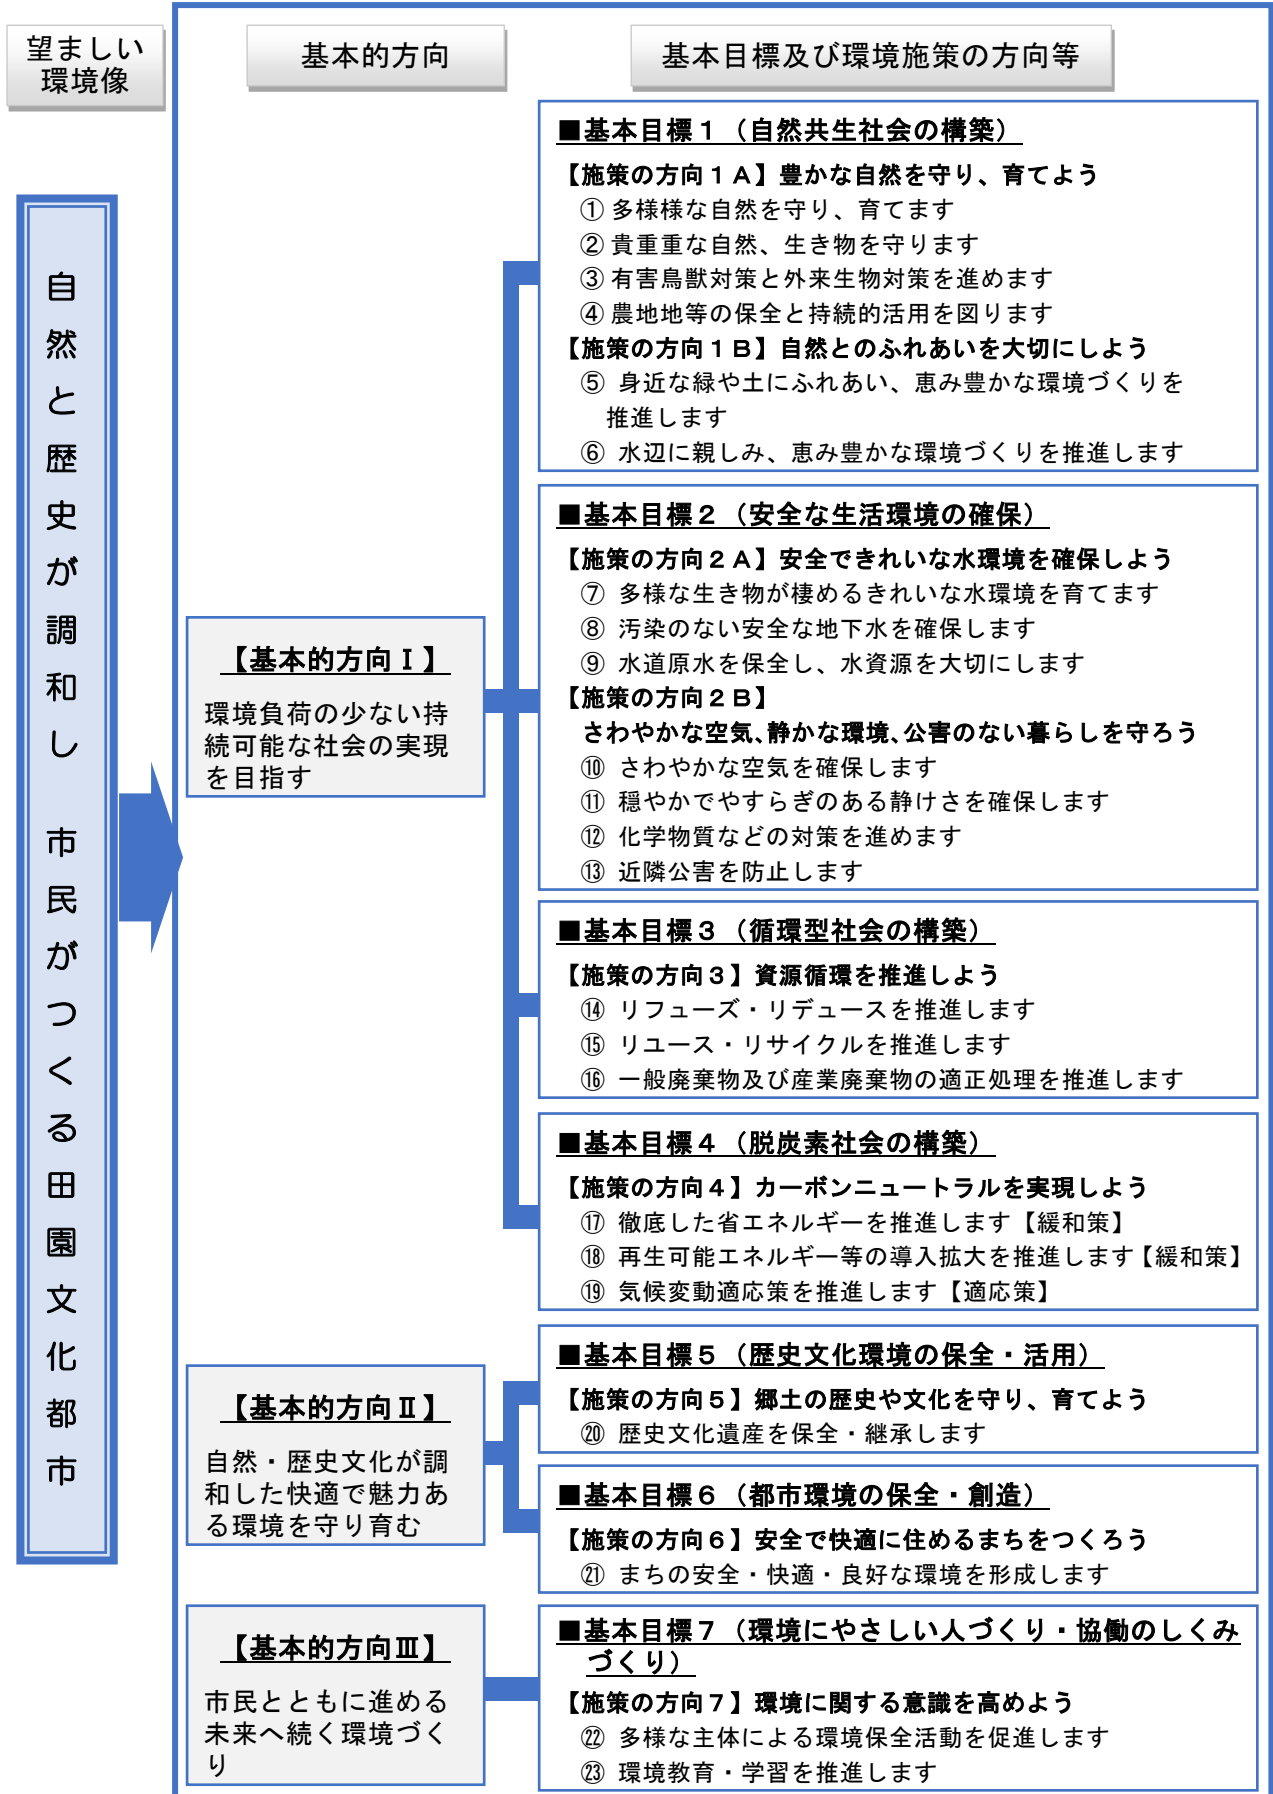 望ましい
環境像
基本的方向
基本目標及び環境施策の方向等
自然と歴史が調和し　市民がつくる田園文化都市
【基本的方向Ⅰ】
環境負荷の少ない持
続可能な社会の実現
を目指す
■基本目標１（自然共生社会の構築）
【施策の方向１Ａ】豊かな自然を守り、育てよう
① 多様様な自然を守り、育てます
② 貴重重な自然、生き物を守ります
③ 有害鳥獣対策と外来生物対策を進めます
④ 農地地等の保全と持続的活用を図ります
【施策の方向１Ｂ】自然とのふれあいを大切にしよう
⑤ 身近な緑や土にふれあい、恵み豊かな環境づくりを
推進します
⑥ 水辺に親しみ、恵み豊かな環境づくりを推進します
■基本目標２（安全な生活環境の確保）
【施策の方向２Ａ】安全できれいな水環境を確保しよう
⑦ 多様な生き物が棲めるきれいな水環境を育てます
⑧ 汚染のない安全な地下水を確保します
⑨ 水道原水を保全し、水資源を大切にします
【施策の方向２Ｂ】
さわやかな空気、静かな環境、公害のない暮らしを守ろう
⑩ さわやかな空気を確保します
⑪ 穏やかでやすらぎのある静けさを確保します
⑫ 化学物質などの対策を進めます
⑬ 近隣公害を防止します
■基本目標３（循環型社会の構築）
【施策の方向３】資源循環を推進しよう
⑭ リフューズ・リデュースを推進します
⑮ リユース・リサイクルを推進します
⑯ 一般廃棄物及び産業廃棄物の適正処理を推進します
■基本目標４（脱炭素社会の構築）
【施策の方向４】カーボンニュートラルを実現しよう
⑰ 徹底した省エネルギーを推進します【緩和策】
⑱ 再生可能エネルギー等の導入拡大を推進します【緩和策】
⑲ 気候変動適応策を推進します【適応策】
【基本的方向Ⅱ】
自然・歴史文化が調
和した快適で魅力あ
る環境を守り育む
■基本目標５（歴史文化環境の保全・活用）
【施策の方向５】郷土の歴史や文化を守り、育てよう
⑳ 歴史文化遺産を保全・継承します
■基本目標６（都市環境の保全・創造）
【施策の方向６】安全で快適に住めるまちをつくろう
㉑ まちの安全・快適・良好な環境を形成します
【基本的方向Ⅲ】
市民とともに進める
未来へ続く環境づく
り
■基本目標７（環境にやさしい人づくり・協働のしくみ
づくり）
【施策の方向７】環境に関する意識を高めよう
㉒ 多様な主体による環境保全活動を促進します
㉓ 環境教育・学習を推進します